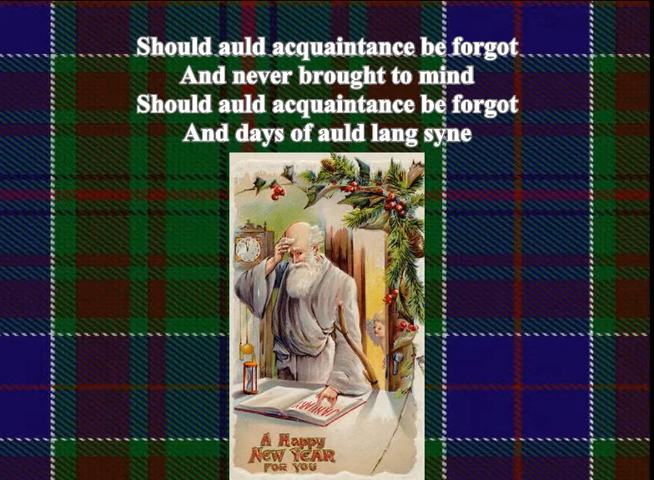 Should auld acquaintance be forgot
And never brought to mind
Should auld acquaintance be forgot
And days of auld lang syne
A Happy
NEW YEAR
FOR YOU